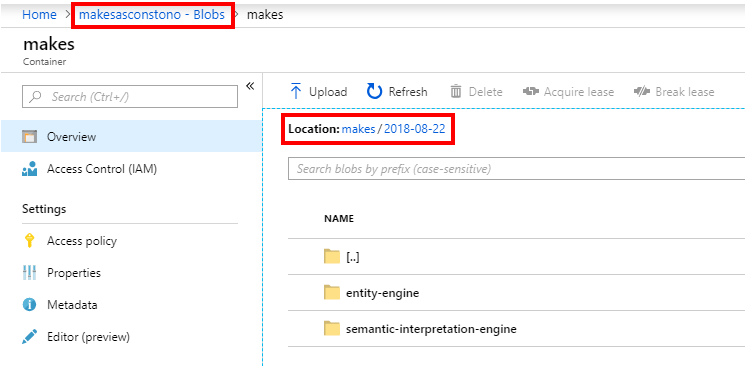 Home > makesasconstono - Blobs > makes
makes
Container
«
Search (Ctrl+/)
Overview
Access Control (IAM)
Settings
Access policy
Properties
Metadata
Editor (preview)
Upload Refresh Delete Acquire lease Break lease
Location: makes / 2018-08-22
Search blobs by prefix (case-sensitive)
NAME
[..]
entity-engine
semantic-interpretation-engine